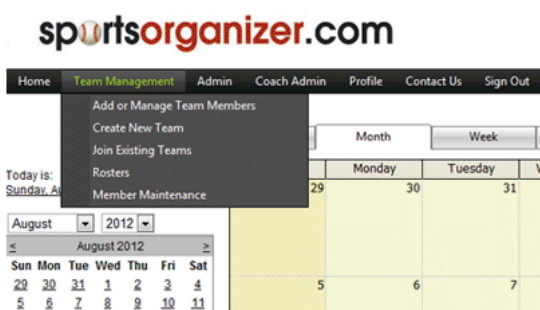 sportsorganizer.com
Home Team Management Admin Coach Admin Profile Contact Us Sign Out
Add or Manage Team Members
Create New Team
Join Existing Teams
Rosters
Member Maintenance
Month Week
Monday Tuesday
29 30 31
5 6 7
Today is:
Sunday,
August 2012
< August 2012 >
Sun Mon Tue Wed Thu Fri Sat
29 30 31 1 2 3 4
5 6 7 8 9 10 11